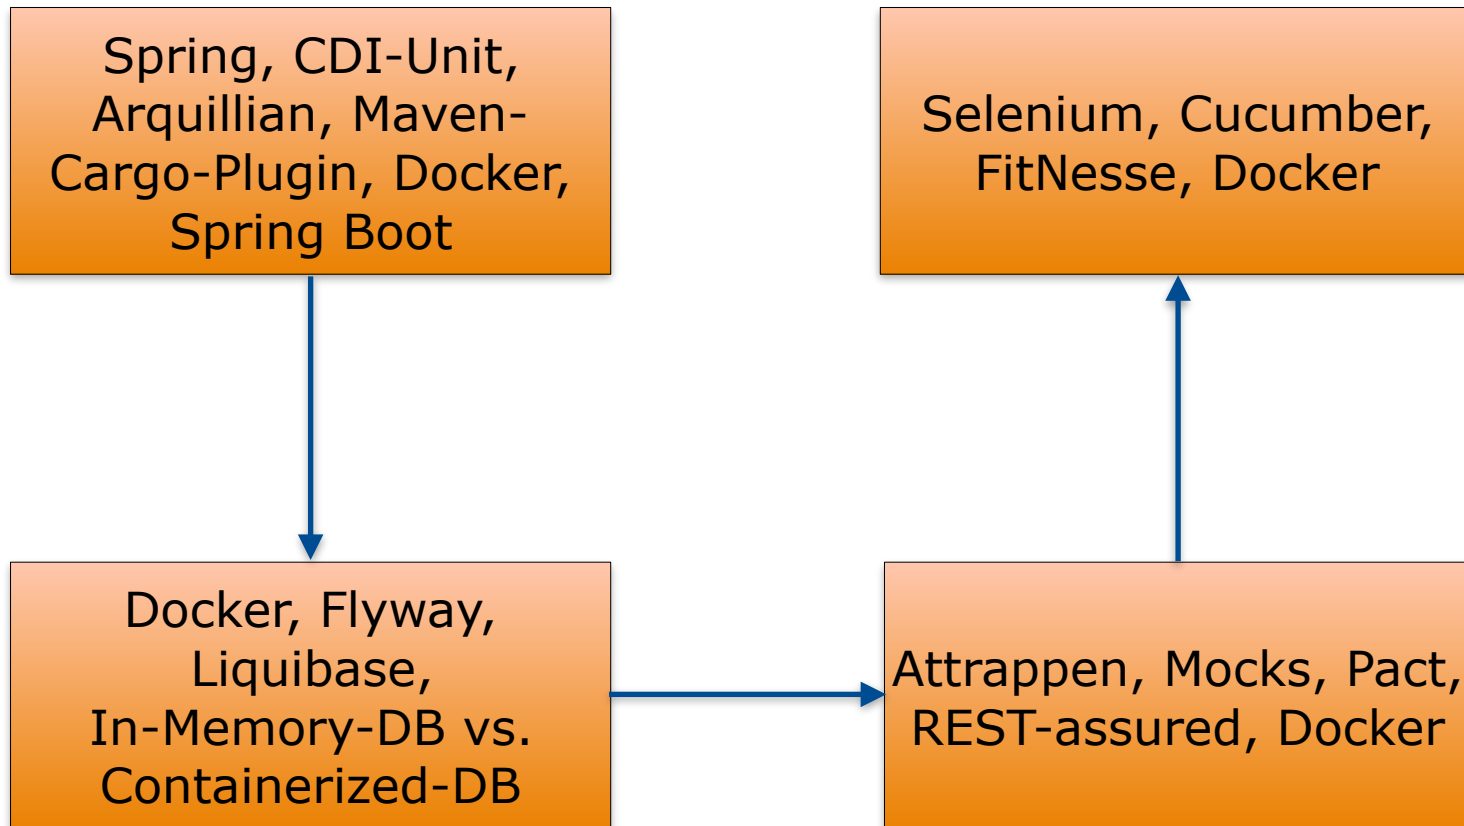 Spring, CDI-Unit,
Arquillian, Maven-
Cargo-Plugin, Docker,
Spring Boot
Selenium, Cucumber,
FitNesse, Docker
Docker, Flyway,
Liquibase,
In-Memory-DB vs.
Containerized-DB
Attrappen, Mocks, Pact,
REST-assured, Docker